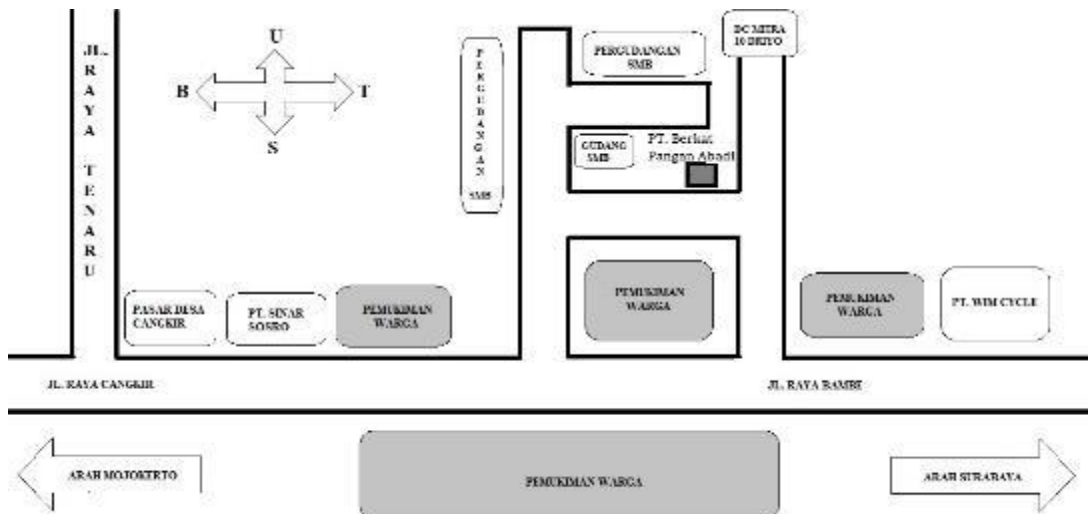 JL.
RAYA TENARU
U
B
T
S
PERGUDANGAN
SMB
PERGUDANGAN
SMB
DC MITRA
10 DRIYO
GUDANG
SMB
PT. Berkat
Pangan Abadi
PASAR DESA
CANGKIR
PT. SINAR
SOSRO
PEMUKIMAN
WARGA
PEMUKIMAN
WARGA
PEMUKIMAN
WARGA
PT. WIM CYCLE
JL. RAYA CANGKIR
JL. RAYA BAMBE
ARAH MOJOKERTO
PEMUKIMAN WARGA
ARAH SURABAYA